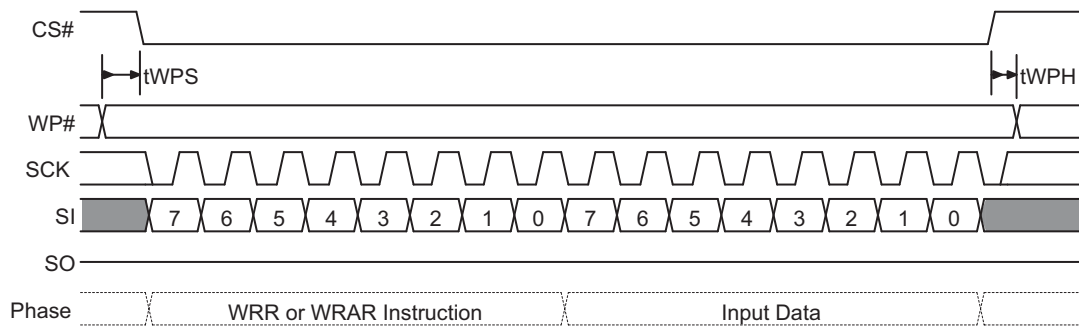 CS#
tWPS
tWPH
WP#
SCK
SI 7 6 5 4 3 2 1 0 7 6 5 4 3 2 1 0
SO
Phase WRR or WRAR Instruction Input Data